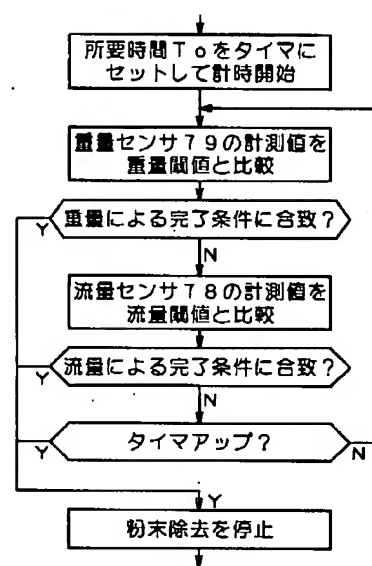 所要時間Toをタイマに
セットして計時開始
重量センサ79の計測値を
重量閾値と比較
重量による完了条件に合致?
Y
N
流量センサ78の計測値を
流量閾値と比較
流量による完了条件に合致?
Y
N
タイマアップ?
Y
N
Y
粉末除去を停止